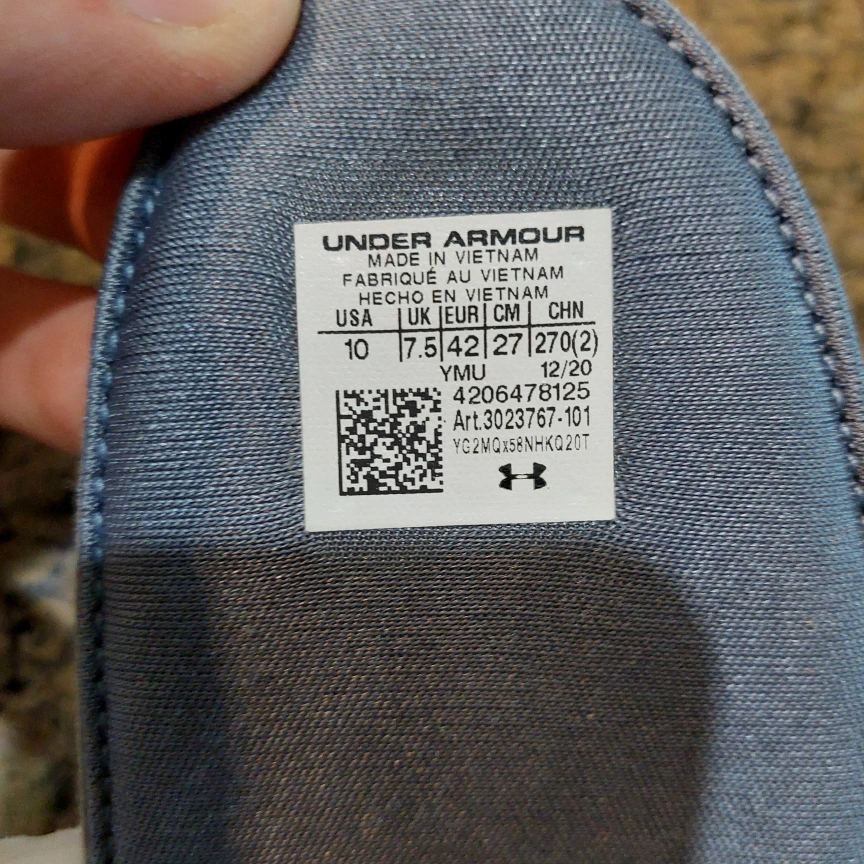 UNDER ARMOUR
MADE IN VIETNAM
FABRIQUÉ AU VIETNAM
HECHO EN VIETNAM
USA UK EUR CM CHN
10 7.5 42 27 270(2)
YMU 12/20
4206478125
Art.3023767-101
YG2MQx58NHKQ20T